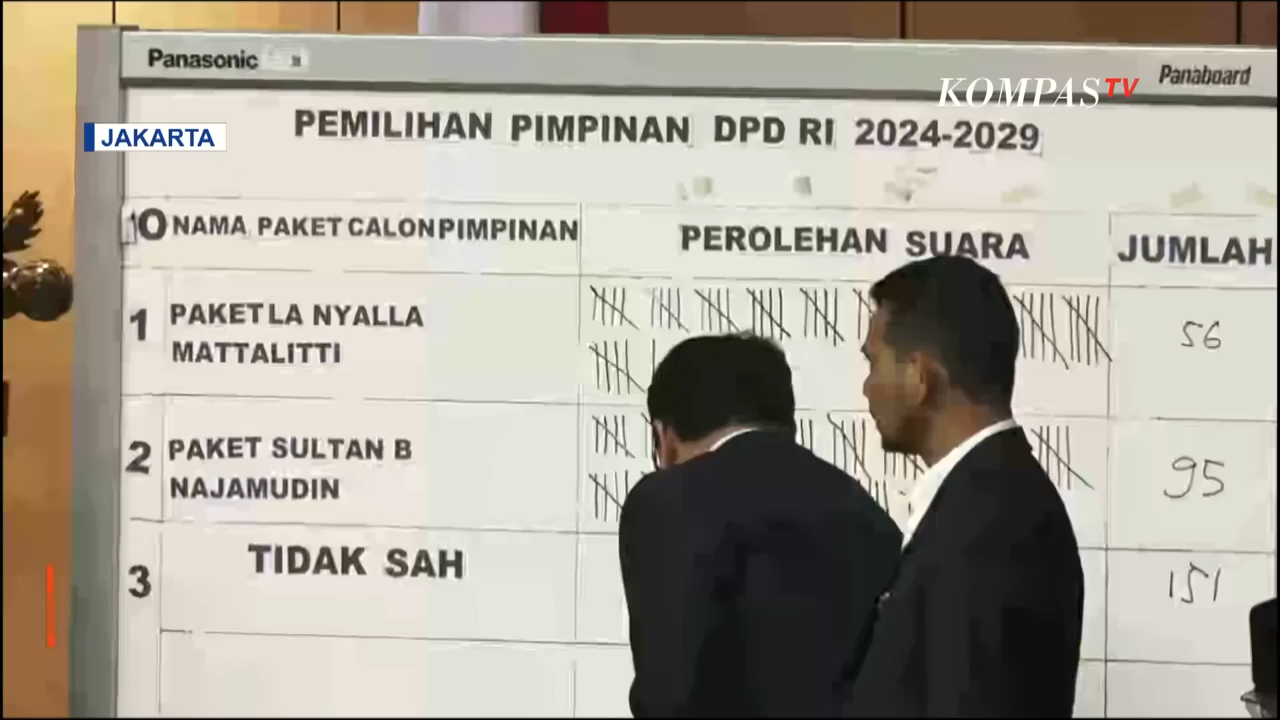 Panasonic
Panaboard
KOMPASTV
JAKARTA
PEMILIHAN PIMPINAN DPD RI 2024-2029
NO NAMA PAKET CALON PIMPINAN PEROLEHAN SUARA JUMLAH
1 PAKET LA NYALLA
MATTALITTI
56
2 PAKET SULTAN B
NAJAMUDIN
95
3 TIDAK SAH
151